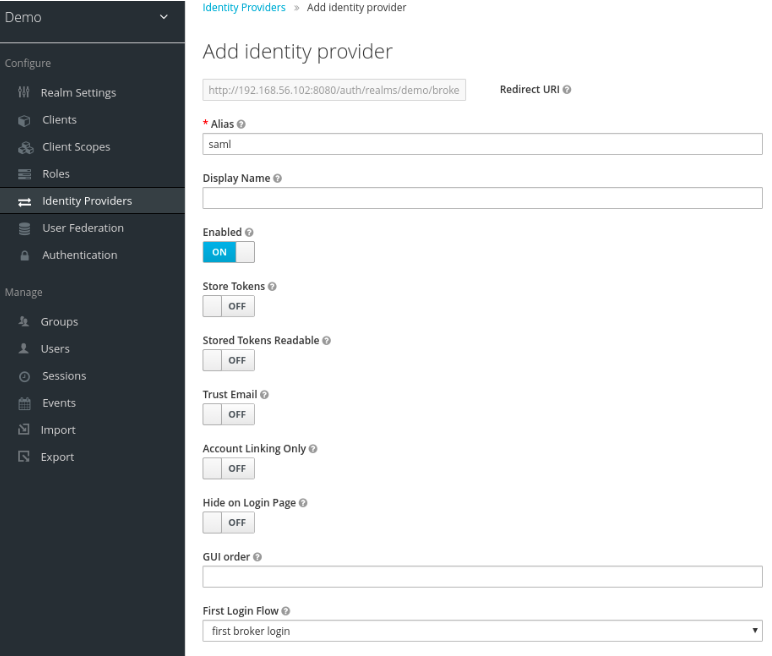 Demo
Configure
Realm Settings
Clients
Client Scopes
Roles
Identity Providers
User Federation
Authentication
Manage
Groups
Users
Sessions
Events
Import
Export
Identity Providers » Add identity provider
Add identity provider
http://192.168.56.102:8080/auth/realms/demo/broke
Redirect URI
* Alias
saml
Display Name
Enabled
ON
Store Tokens
OFF
Stored Tokens Readable
OFF
Trust Email
OFF
Account Linking Only
OFF
Hide on Login Page
OFF
GUI order
First Login Flow
first broker login